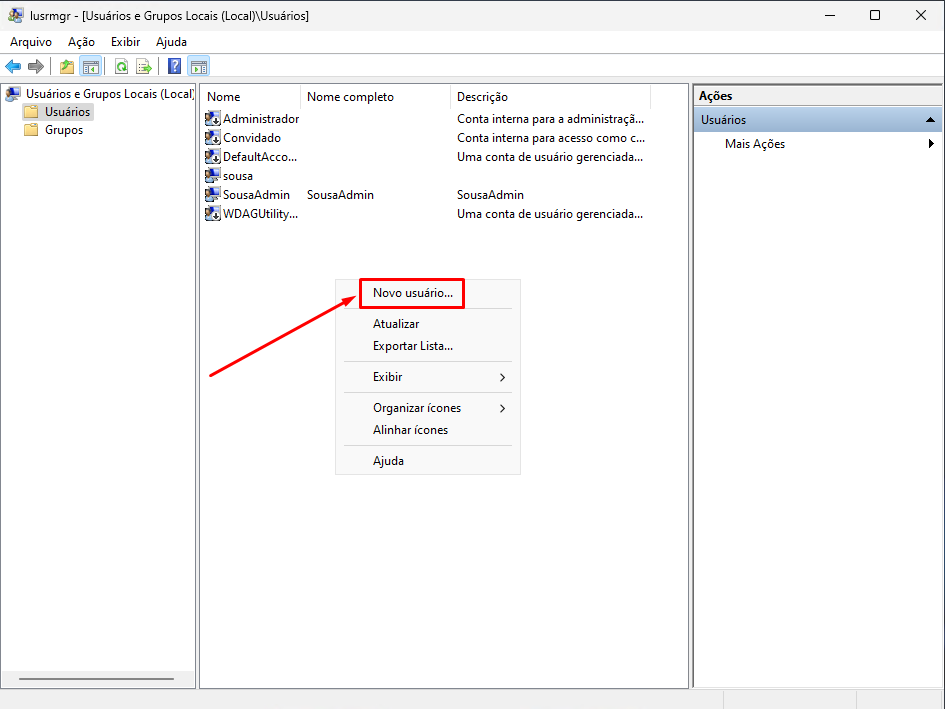 lusrmgr - [Usuários e Grupos Locais (Local)\Usuários]
Arquivo Ação Exibir Ajuda
Usuários e Grupos Locais (Local)
Usuários
Grupos
Nome Nome completo Descrição
Administrador Conta interna para a administraçã...
Convidado Conta interna para acesso como c...
DefaultAcco... Uma conta de usuário gerenciada...
sousa
SousaAdmin SousaAdmin SousaAdmin
WDAGUtility... Uma conta de usuário gerenciada...
Novo usuário...
Atualizar
Exportar Lista...
Exibir
Organizar ícones
Alinhar ícones
Ajuda
Ações
Usuários
Mais Ações